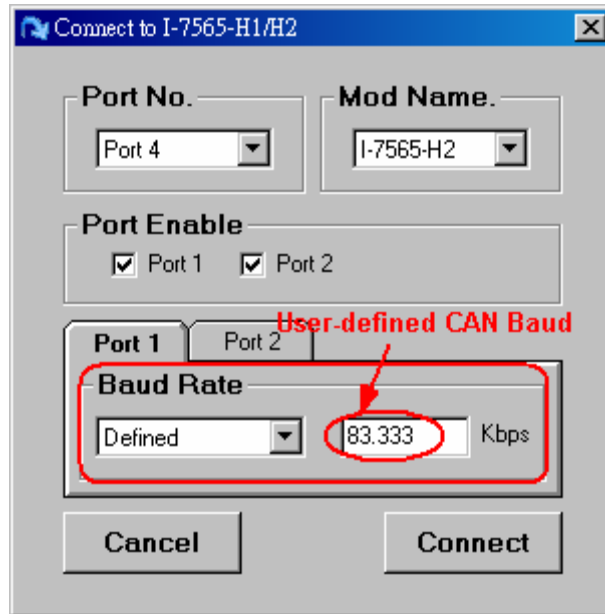 Connect to I-7565-H1/H2
Port No.
Mod Name.
Port 4
I-7565-H2
Port Enable
Port 1
Port 2
User-defined CAN Baud
Port 1
Port 2
Baud Rate
Defined
83.333
Kbps
Cancel
Connect